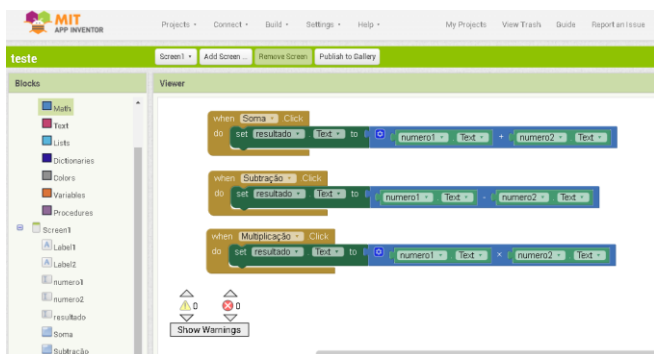 MIT
APP INVENTOR
Projects Connect Build Settings Help My Projects View Trash Guide Report an Issue
teste
Screen1 Add Screen ... Remove Screen Publish to Gallery
Blocks
Viewer
Math
Text
Lists
Dictionaries
Colors
Variables
Procedures
Screen1
Label1
Label2
numero1
numero2
resultado
Soma
Subtração
when Soma Click
do set resultado . Text to numero1 . Text + numero2 . Text
when Subtração Click
do set resultado . Text to numero1 . Text - numero2 . Text
when Multiplicação Click
do set resultado . Text to numero1 . Text × numero2 . Text
0 0
Show Warnings